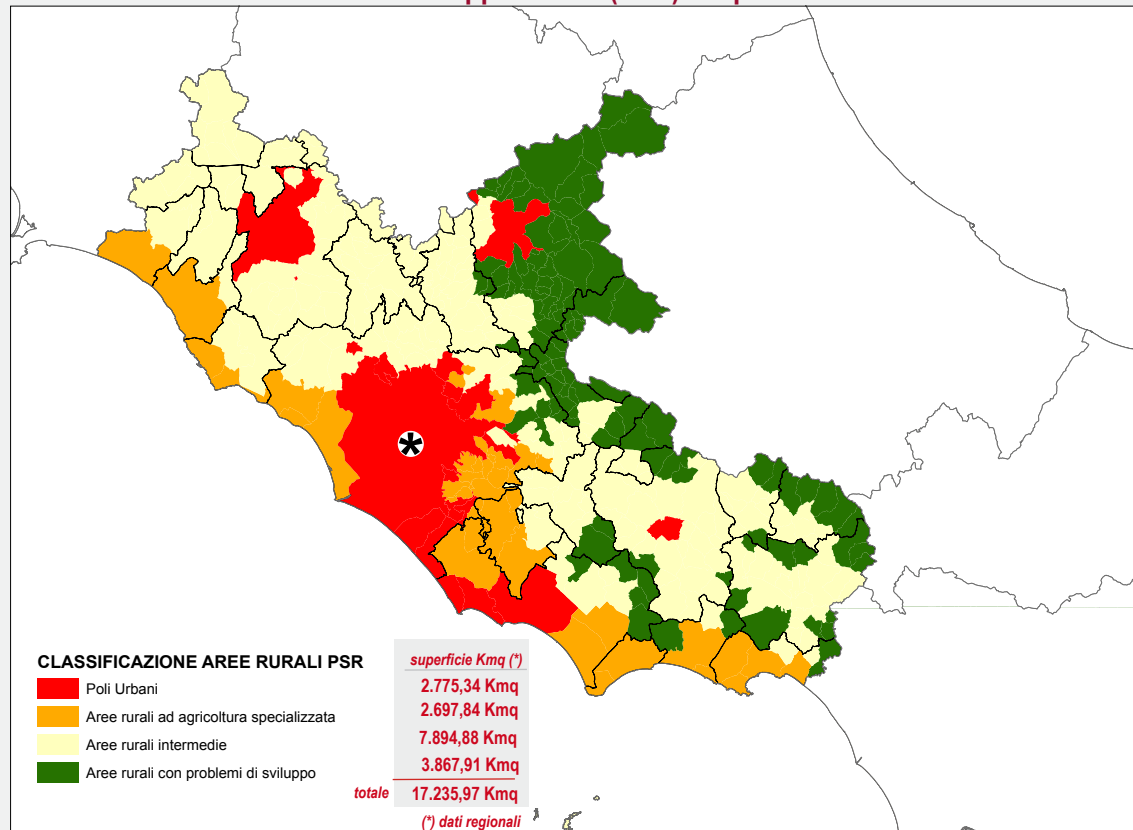 CLASSIFICAZIONE AREE RURALI PSR
superficie Kmq (*)
Poli Urbani
2.775,34 Kmq
Aree rurali ad agricoltura specializzata
2.697,84 Kmq
Aree rurali intermedie
7.894,88 Kmq
Aree rurali con problemi di sviluppo
3.867,91 Kmq
totale 17.235,97 Kmq
(*) dati regionali